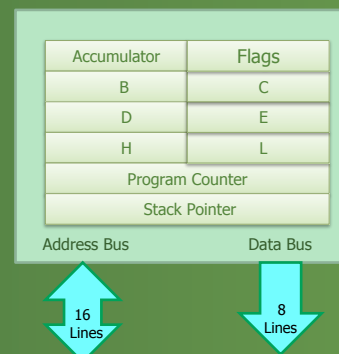 Accumulator Flags
B C
D E
H L
Program Counter
Stack Pointer
Address Bus Data Bus
16 8
Lines Lines